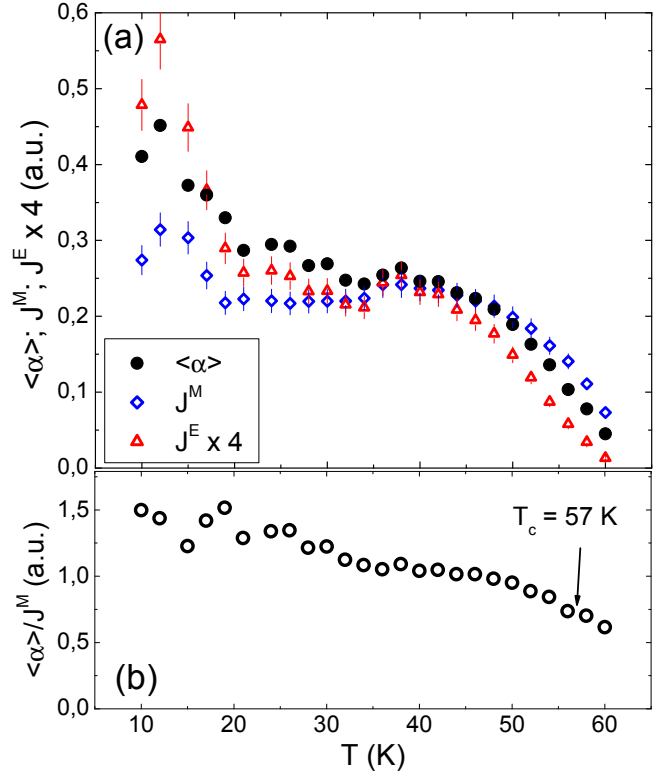 (a)
<α>; J^M; J^E x 4 (a.u.)
0,6
0,5
0,4
0,3
0,2
0,1
0,0
<α>
J^M
J^E x 4
<α>/J^M (a.u.)
1,5
1,0
0,5
0,0
T_c = 57 K
(b)
10 20 30 40 50 60
T (K)